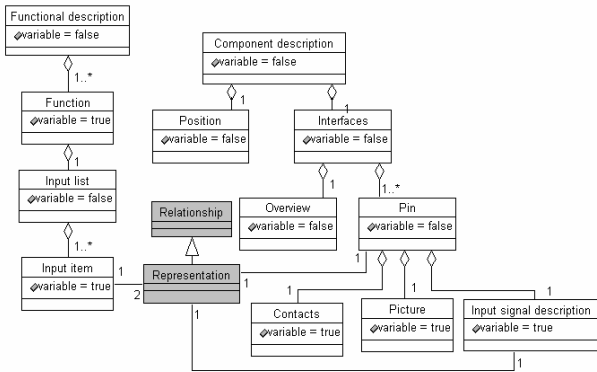 Functional description
variable = false
1..*
Function
variable = true
1
Input list
variable = false
1..*
Input item
variable = true
1
2
Component description
variable = false
1
1
Position
variable = false
Interfaces
variable = false
1
1..*
Overview
variable = false
Pin
variable = false
Relationship
Representation
1
1
1
1
Contacts
variable = true
1
Picture
variable = true
1
Input signal description
variable = true
1